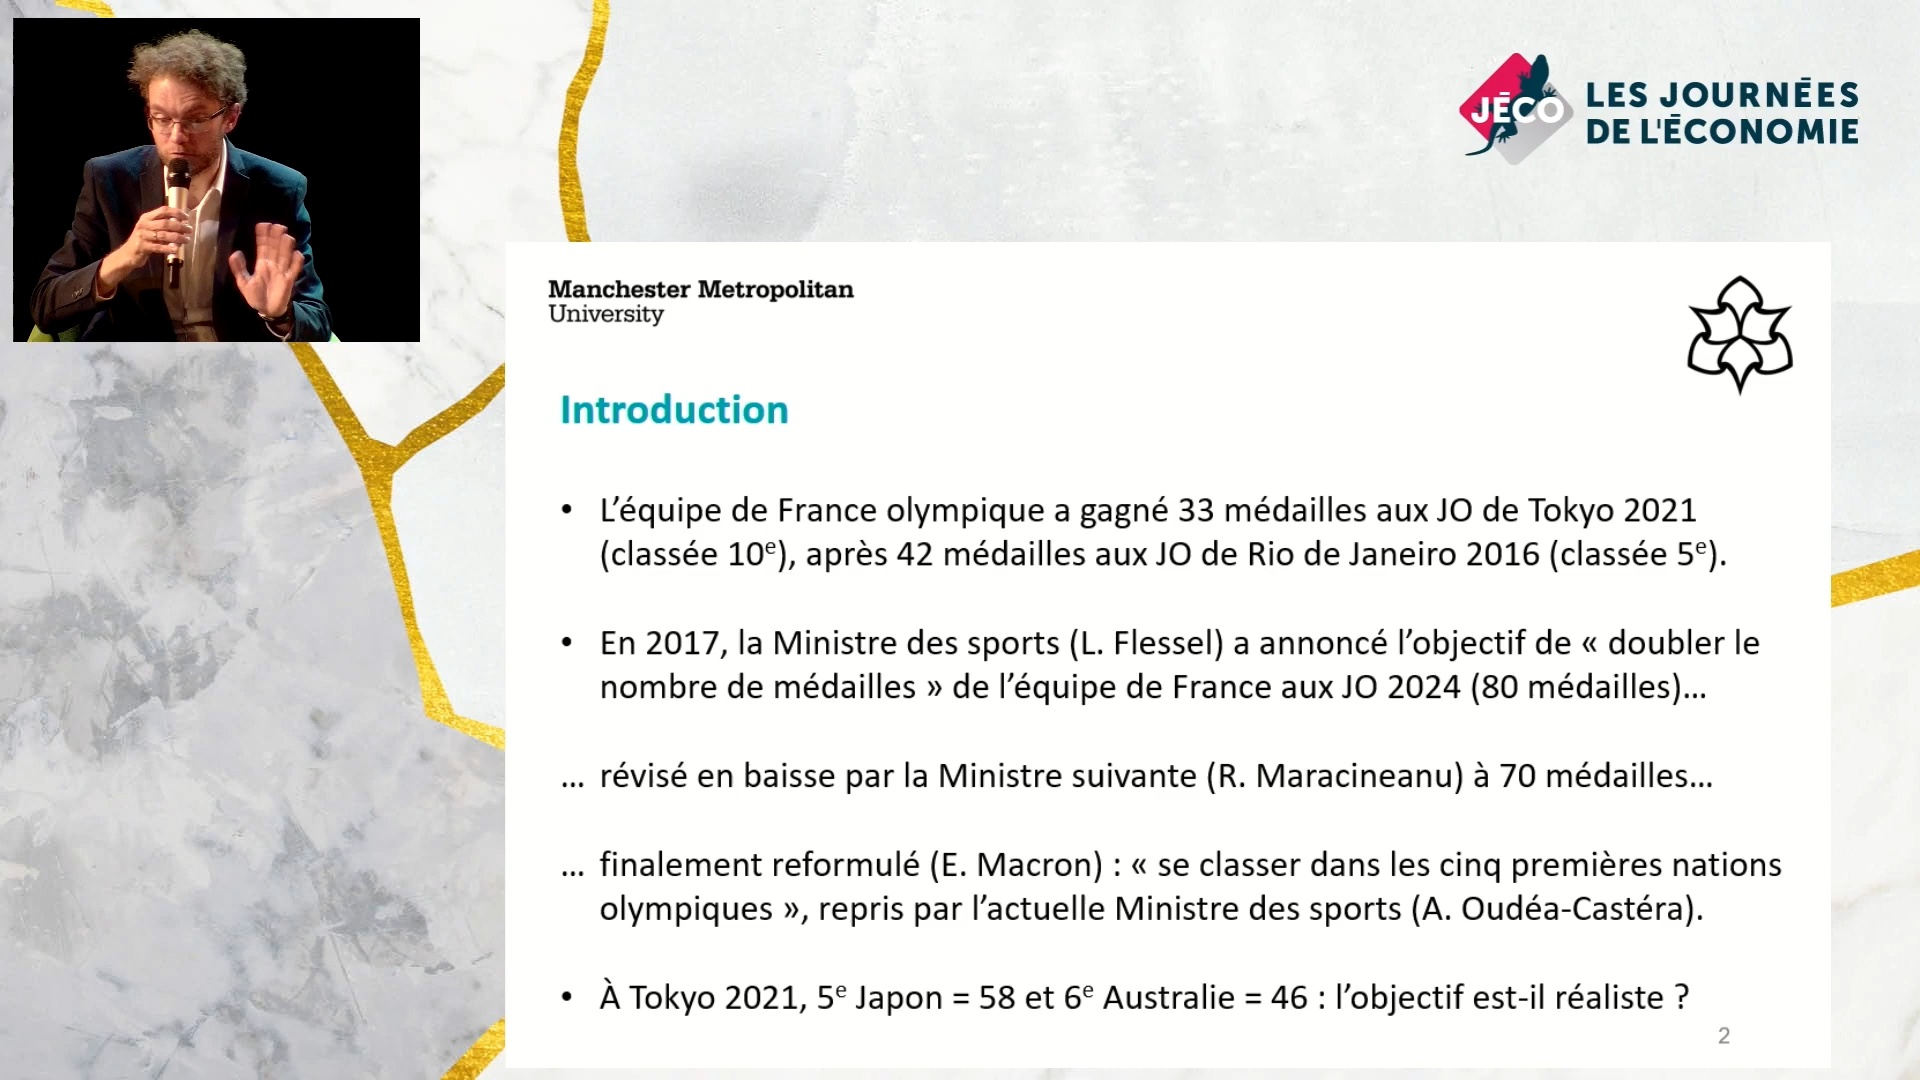 JÉCO
LES JOURNÉES
DE L'ÉCONOMIE
Manchester Metropolitan
University
Introduction
• L’équipe de France olympique a gagné 33 médailles aux JO de Tokyo 2021
(classée 10ᵉ), après 42 médailles aux JO de Rio de Janeiro 2016 (classée 5ᵉ).
• En 2017, la Ministre des sports (L. Flessel) a annoncé l’objectif de « doubler le
nombre de médailles » de l’équipe de France aux JO 2024 (80 médailles)…
… révisé en baisse par la Ministre suivante (R. Maracineanu) à 70 médailles…
… finalement reformulé (E. Macron) : « se classer dans les cinq premières nations
olympiques », repris par l’actuelle Ministre des sports (A. Oudéa-Castéra).
• À Tokyo 2021, 5ᵉ Japon = 58 et 6ᵉ Australie = 46 : l’objectif est-il réaliste ?
2